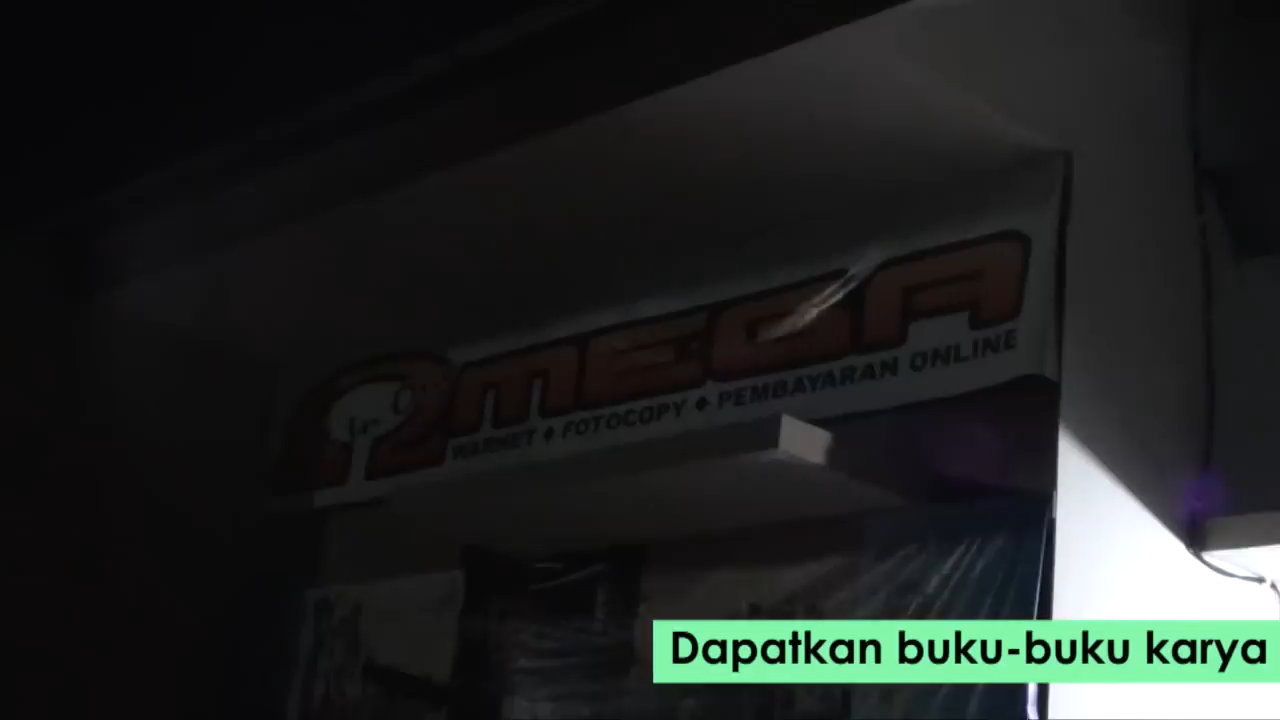 OMEGA
WARNET ♦ FOTOCOPY ♦ PEMBAYARAN ONLINE
Dapatkan buku-buku karya